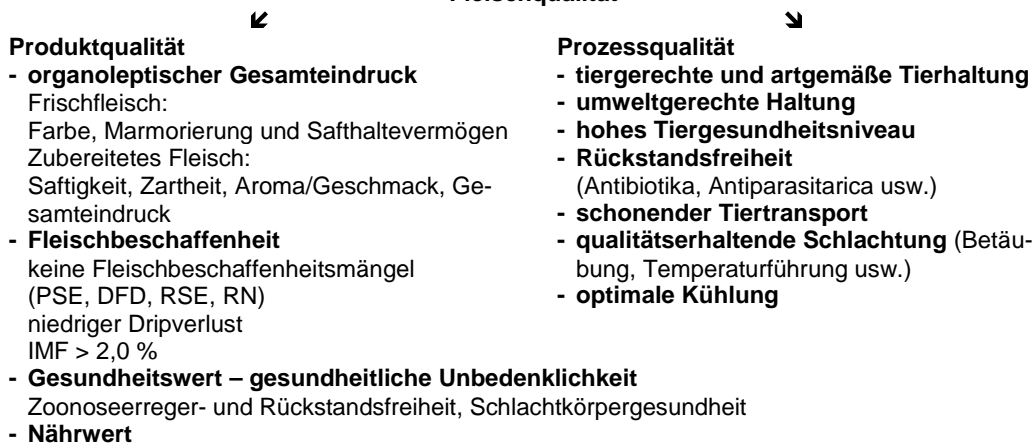 Produktqualität
- organoleptischer Gesamteindruck
Frischfleisch:
Farbe, Marmorierung und Safthaltevermögen
Zubereitetes Fleisch:
Saftigkeit, Zartheit, Aroma/Geschmack, Ge-
samteindruck
- Fleischbeschaffenheit
keine Fleischbeschaffenheitsmängel
(PSE, DFD, RSE, RN)
niedriger Dripverlust
IMF > 2,0 %
- Gesundheitswert – gesundheitliche Unbedenklichkeit
Zoonoseerreger- und Rückstandsfreiheit, Schlachtkörpergesundheit
- Nährwert
Prozessqualität
- tiergerechte und artgemäße Tierhaltung
- umweltgerechte Haltung
- hohes Tiergesundheitsniveau
- Rückstandsfreiheit
(Antibiotika, Antiparasitarica usw.)
- schonender Tiertransport
- qualitätserhaltende Schlachtung (Betäu-
bung, Temperaturführung usw.)
- optimale Kühlung